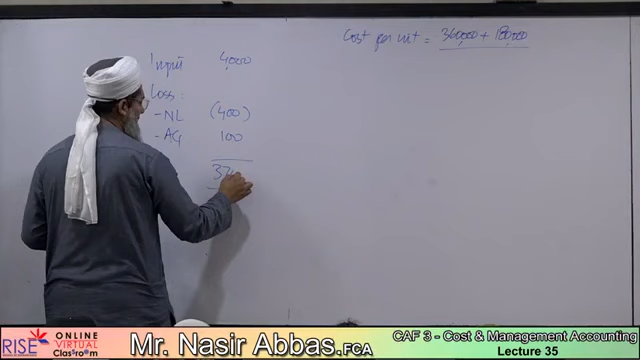 Cost per unit = 360,000 + 180,000
Input 4,000
Loss:
- NL (400)
- AG 100
37
RISE ONLINE VIRTUAL Classroom
Mr. Nasir Abbas.FCA
CAF 3 - Cost & Management Accounting
Lecture 35